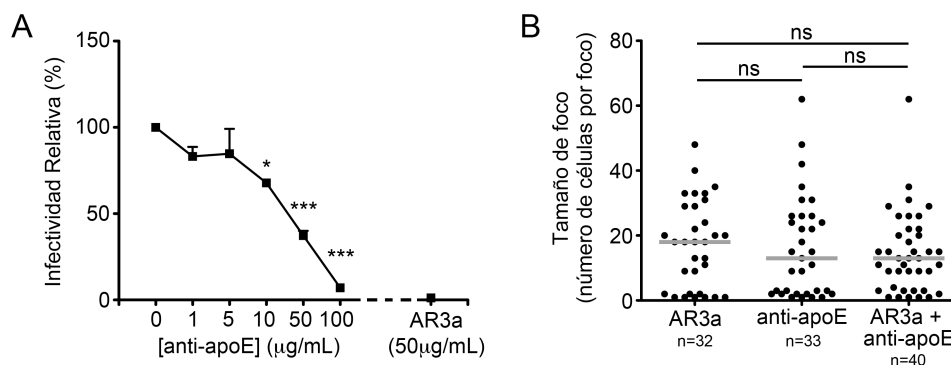 A
Infectividad Relativa (%)
150
100
50
0
*
***
***
0 1 5 10 50 100
[anti-apoE] (µg/mL)
AR3a
(50µg/mL)
B
Tamaño de foco
(número de células por foco)
80
60
40
20
0
ns
ns
ns
AR3a
n=32
anti-apoE
n=33
AR3a +
anti-apoE
n=40